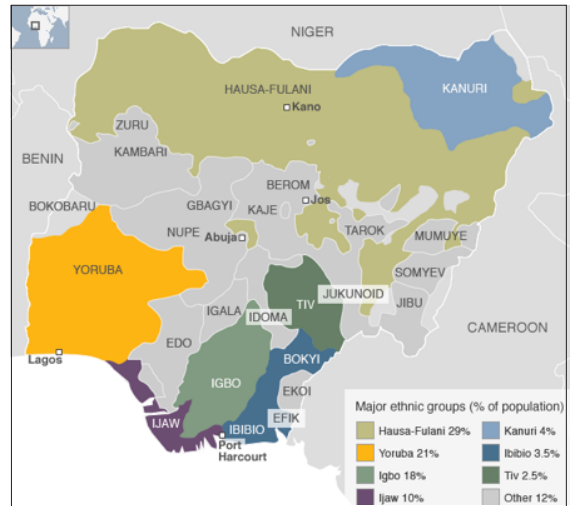 NIGER
HAUSA-FULANI
Kano
KANURI
ZURU
KAMBARI
BENIN
BEROM
Jos
BOKOBARU
GBAGYI
KAJE
NUPE
Abuja
TAROK
MUMUYE
YORUBA
SOMYEV
TIV
JUKUNOID
JIBU
IGALA
IDOMA
CAMEROON
EDO
Lagos
BOKYI
IGBO
EKOI
IJAW
IBIBIO
EFIK
Port
Harcourt
Major ethnic groups (% of population)
Hausa-Fulani 29%
Kanuri 4%
Yoruba 21%
Ibibio 3.5%
Igbo 18%
Tiv 2.5%
Ijaw 10%
Other 12%